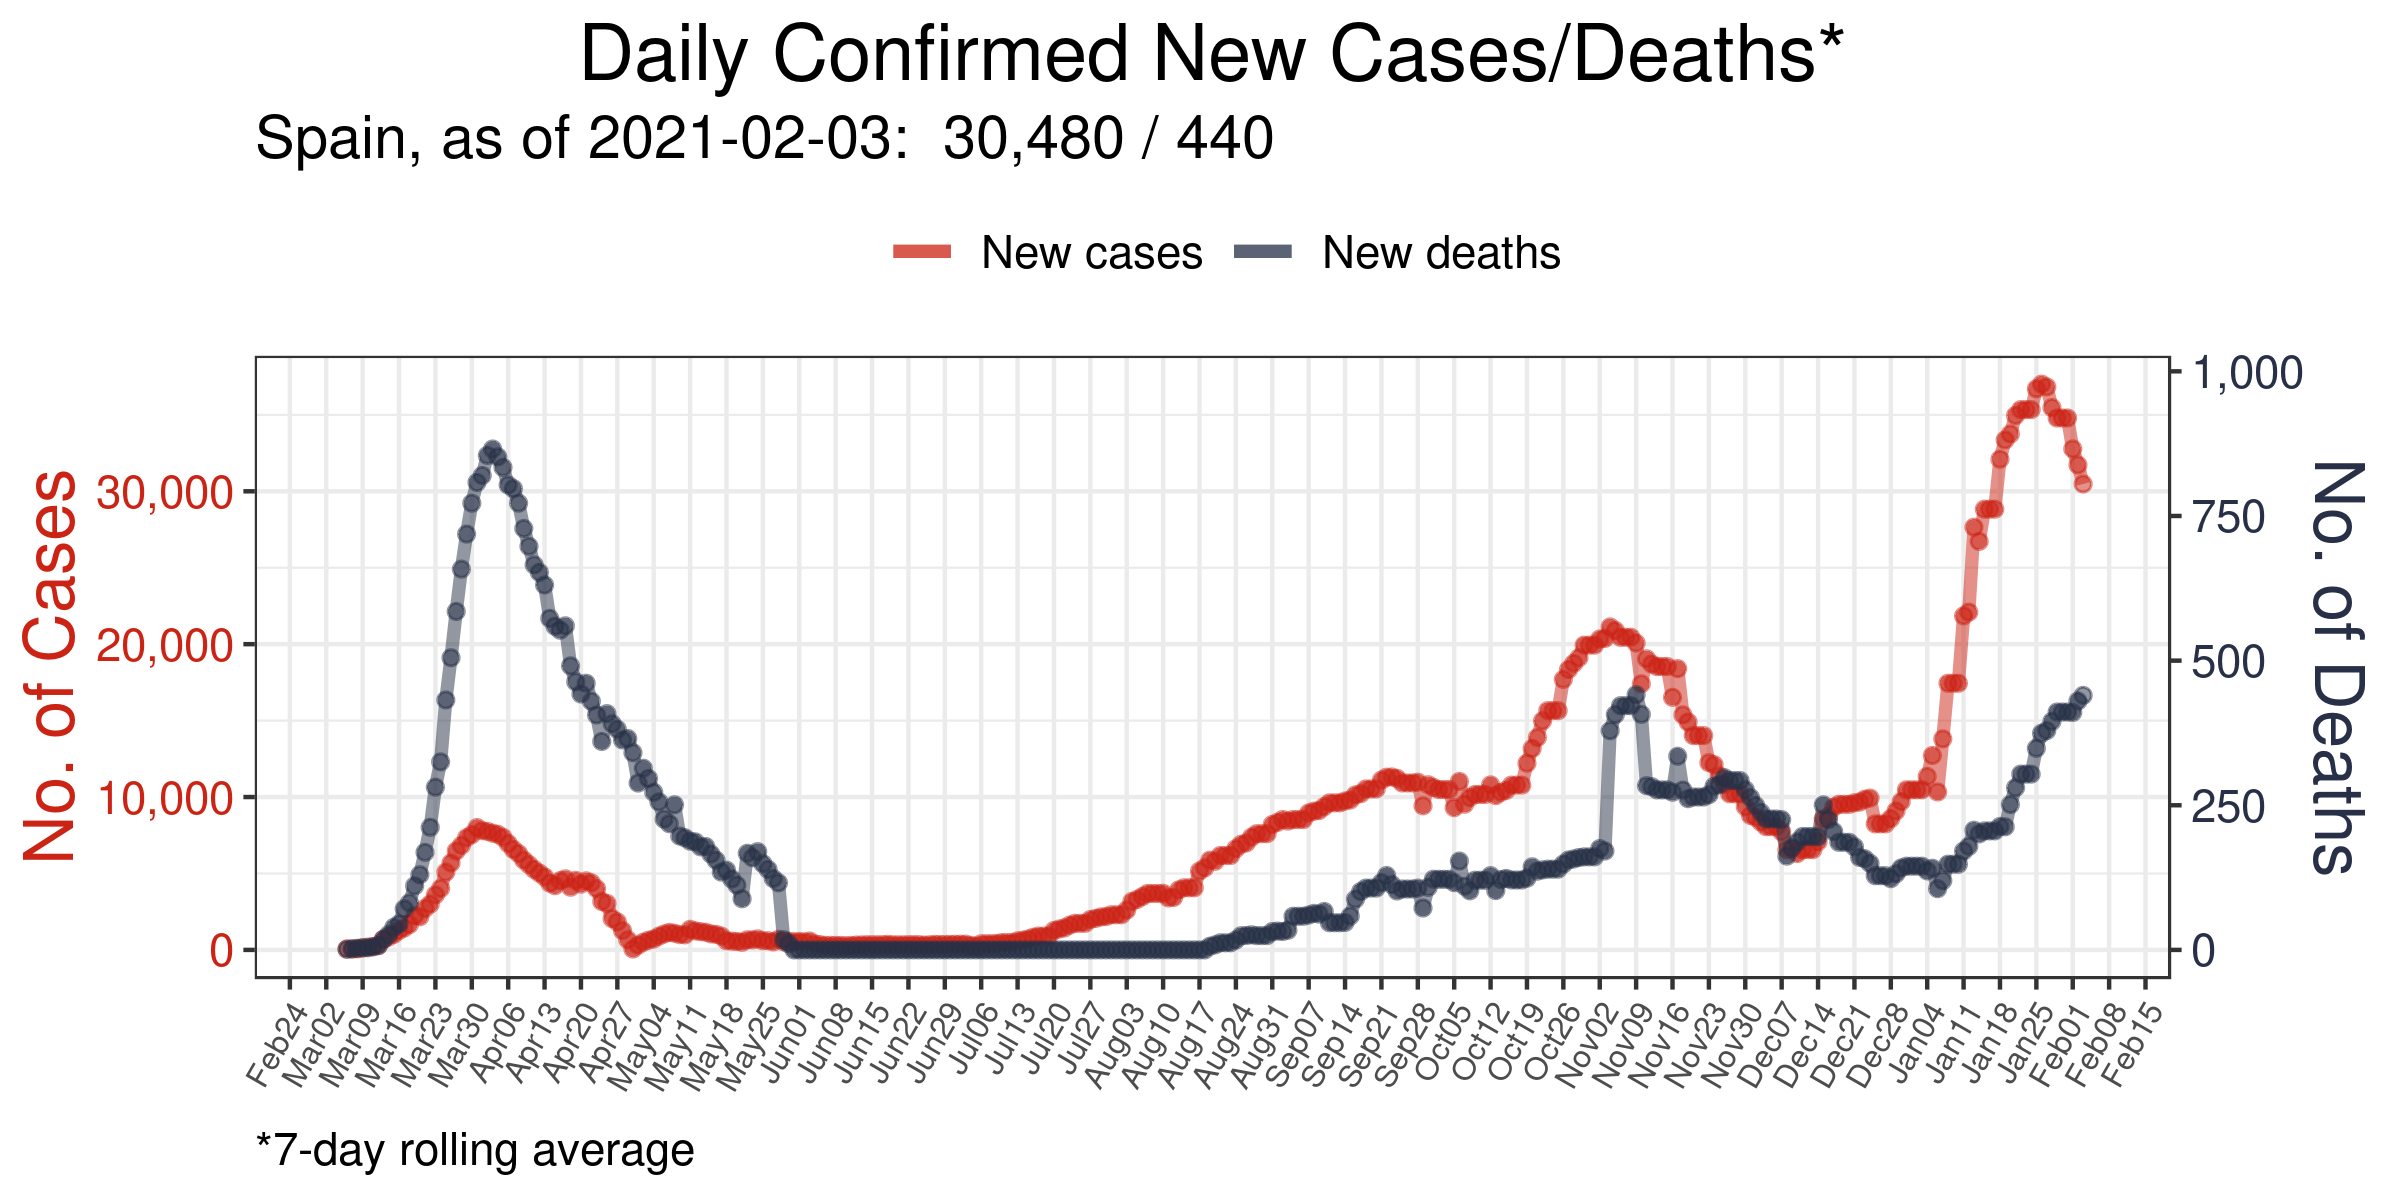 Daily Confirmed New Cases/Deaths*
Spain, as of 2021-02-03:  30,480 / 440
New cases
New deaths
No. of Cases
30,000
20,000
10,000
0
1,000
750
500
250
0
No. of Deaths
Feb24
Mar02
Mar09
Mar16
Mar23
Mar30
Apr06
Apr13
Apr20
Apr27
May04
May11
May18
May25
Jun01
Jun08
Jun15
Jun22
Jun29
Jul06
Jul13
Jul20
Jul27
Aug03
Aug10
Aug17
Aug24
Aug31
Sep07
Sep14
Sep21
Sep28
Oct05
Oct12
Oct19
Oct26
Nov02
Nov09
Nov16
Nov23
Nov30
Dec07
Dec14
Dec21
Dec28
Jan04
Jan11
Jan18
Jan25
Feb01
Feb08
Feb15
*7-day rolling average